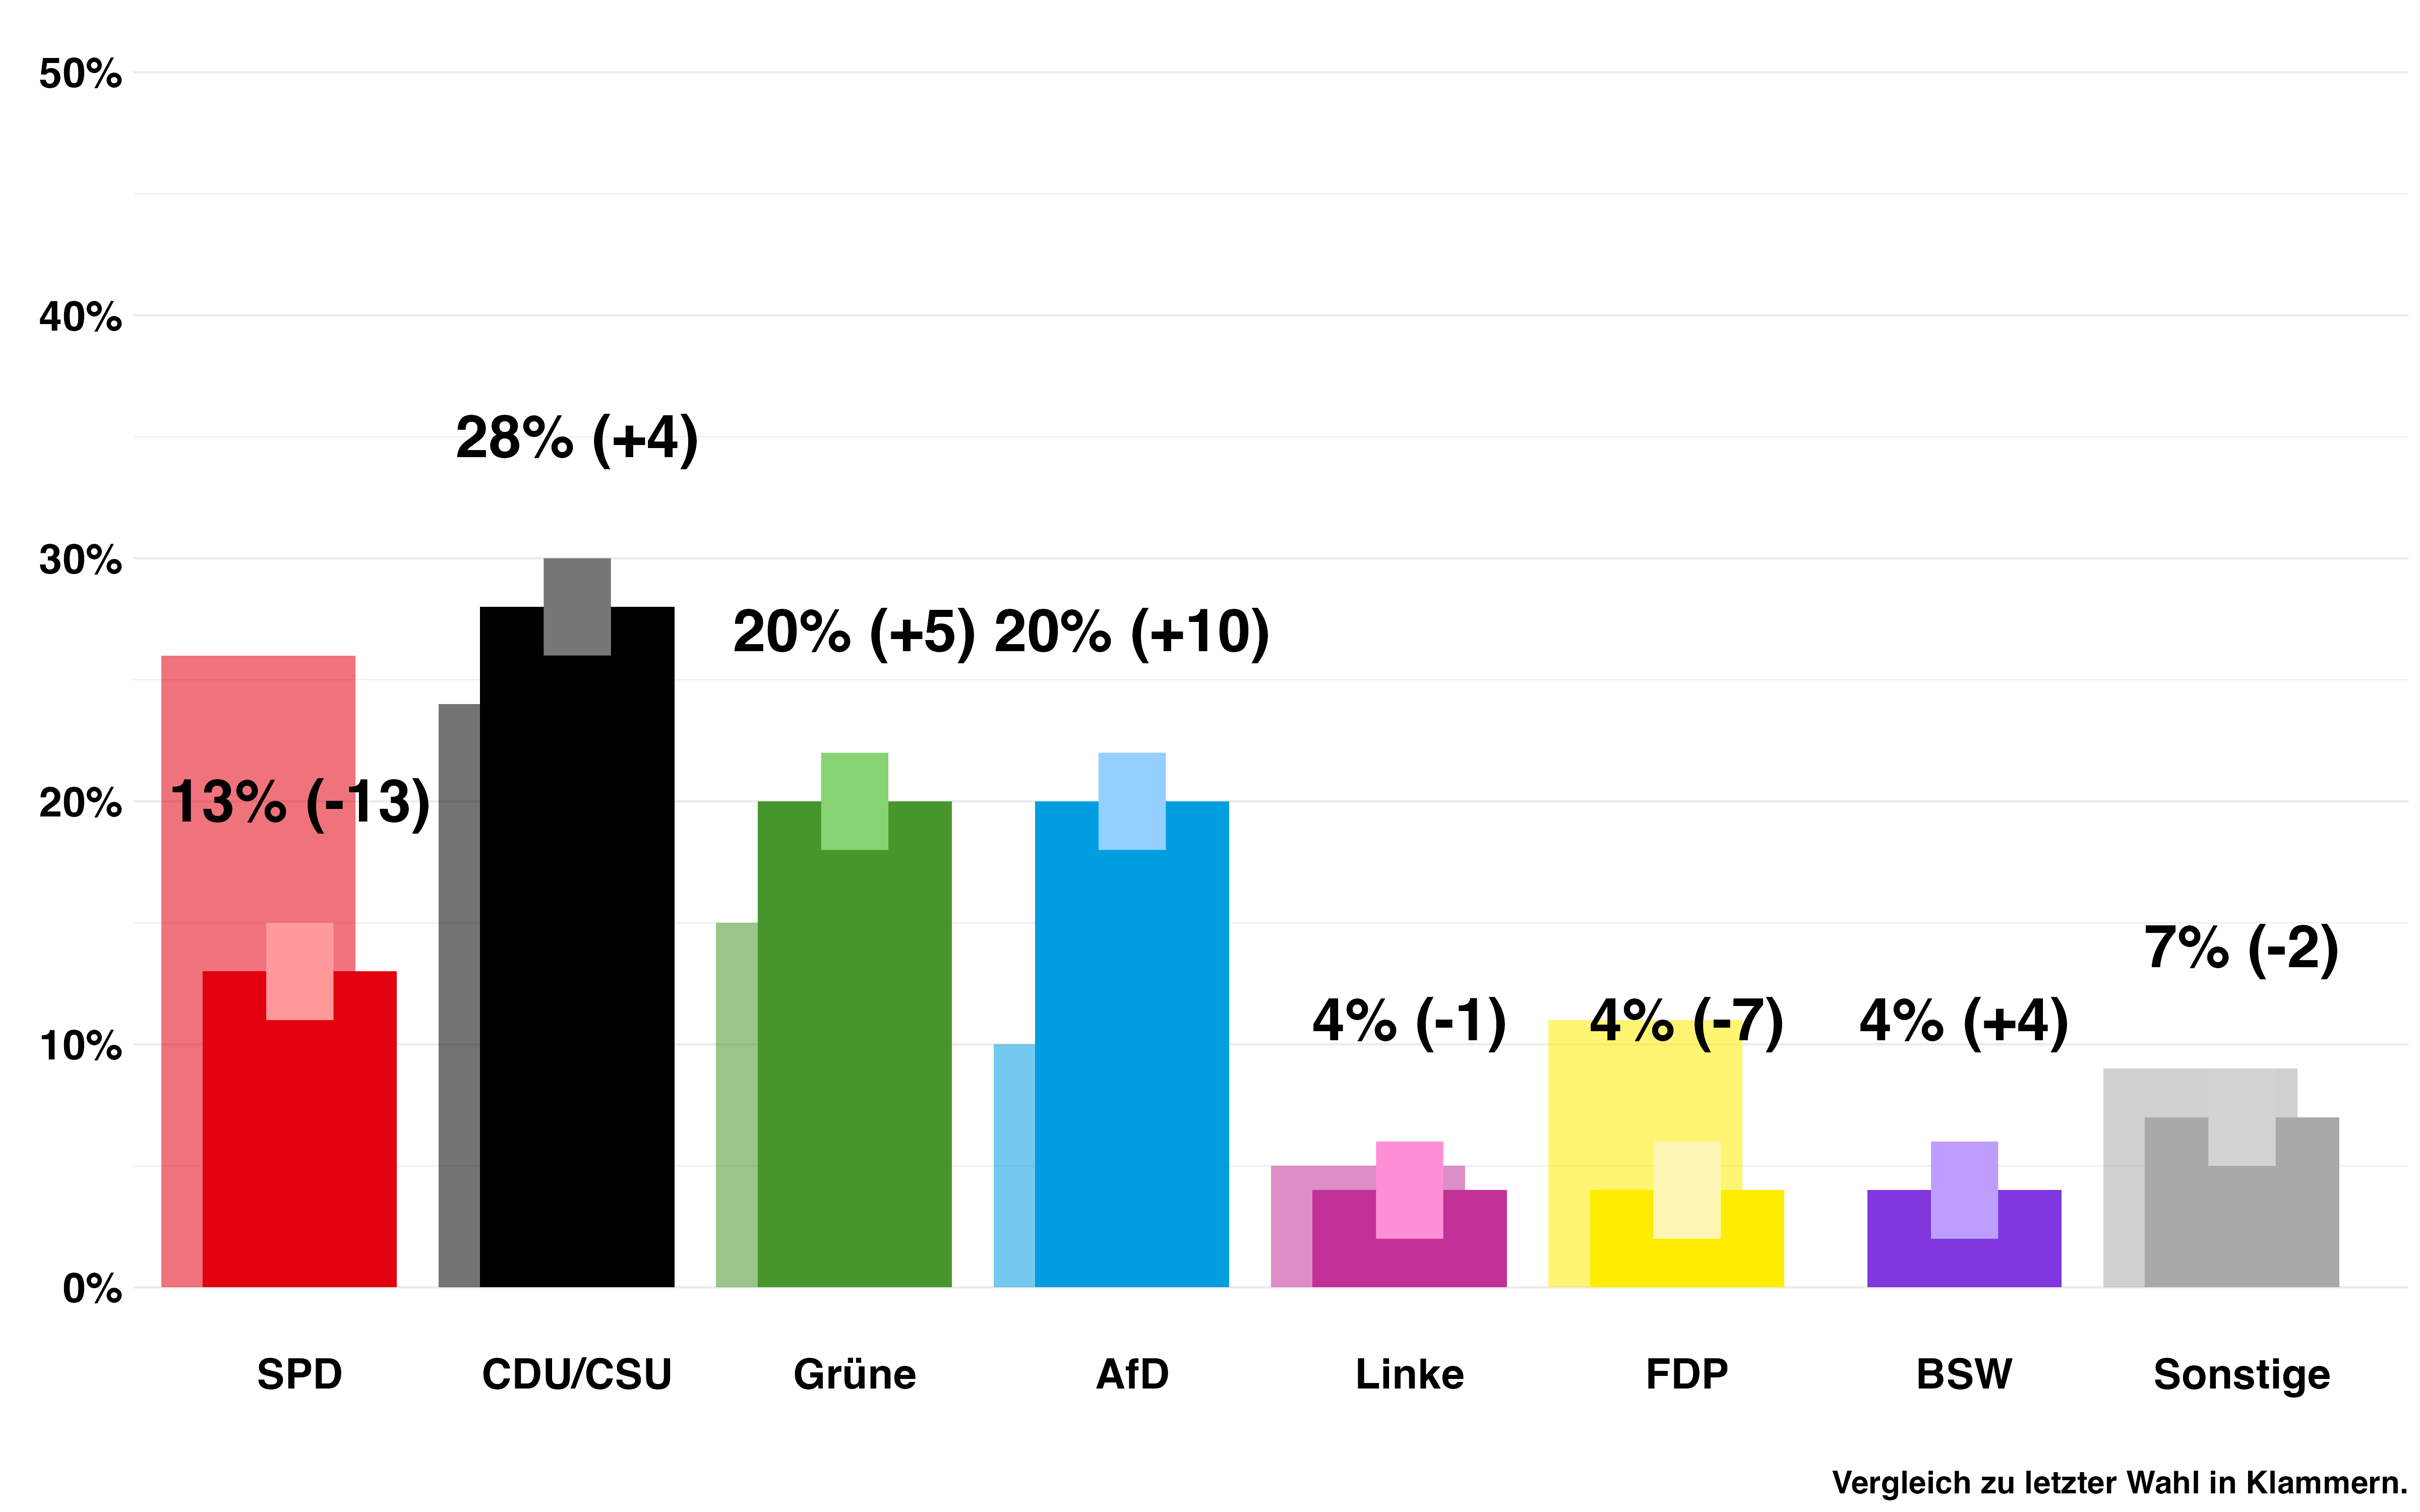 50%
40%
30%
20%
10%
0%
28% (+4)
20% (+5) 20% (+10)
13% (-13)
7% (-2)
4% (-1) 4% (-7) 4% (+4)
SPD CDU/CSU Grüne AfD Linke FDP BSW Sonstige
Vergleich zu letzter Wahl in Klammern.